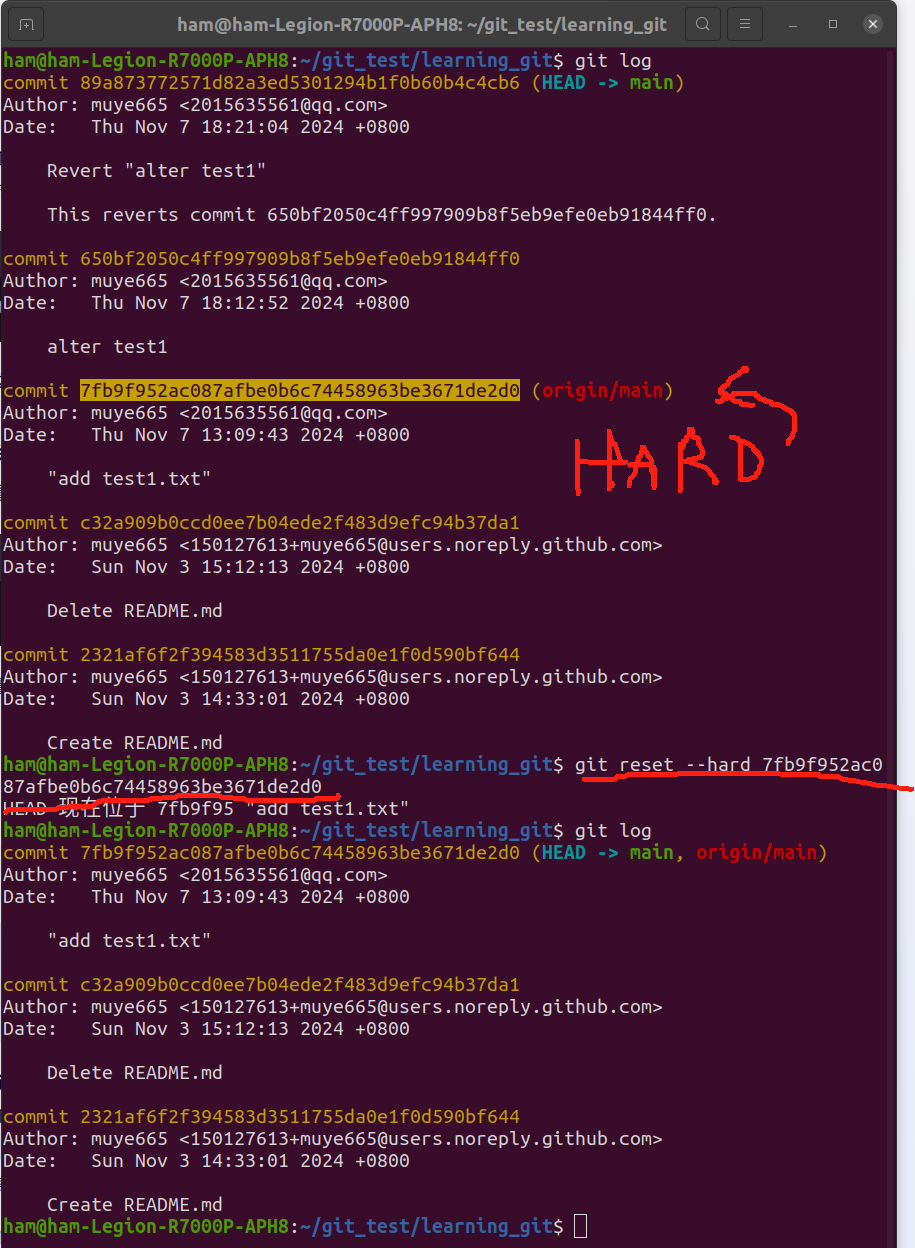 ham@ham-Legion-R7000P-APH8: ~/git_test/learning_git
ham@ham-Legion-R7000P-APH8:~/git_test/learning_git$ git log
commit 89a873772571d82a3ed5301294b1f0b60b4c4cb6 (HEAD -> main)
Author: muye665 <2015635561@qq.com>
Date:   Thu Nov 7 18:21:04 2024 +0800
Revert "alter test1"
This reverts commit 650bf2050c4ff997909b8f5eb9efe0eb91844ff0.
commit 650bf2050c4ff997909b8f5eb9efe0eb91844ff0
Author: muye665 <2015635561@qq.com>
Date:   Thu Nov 7 18:12:52 2024 +0800
alter test1
commit 7fb9f952ac087afbe0b6c74458963be3671de2d0 (origin/main)
Author: muye665 <2015635561@qq.com>
Date:   Thu Nov 7 13:09:43 2024 +0800
HARD
"add test1.txt"
commit c32a909b0ccd0ee7b04ede2f483d9efc94b37da1
Author: muye665 <150127613+muye665@users.noreply.github.com>
Date:   Sun Nov 3 15:12:13 2024 +0800
Delete README.md
commit 2321af6f2f394583d3511755da0e1f0d590bf644
Author: muye665 <150127613+muye665@users.noreply.github.com>
Date:   Sun Nov 3 14:33:01 2024 +0800
Create README.md
ham@ham-Legion-R7000P-APH8:~/git_test/learning_git$ git reset --hard 7fb9f952ac0
87afbe0b6c74458963be3671de2d0
HEAD 现在位于 7fb9f95 "add test1.txt"
ham@ham-Legion-R7000P-APH8:~/git_test/learning_git$ git log
commit 7fb9f952ac087afbe0b6c74458963be3671de2d0 (HEAD -> main, origin/main)
Author: muye665 <2015635561@qq.com>
Date:   Thu Nov 7 13:09:43 2024 +0800
"add test1.txt"
commit c32a909b0ccd0ee7b04ede2f483d9efc94b37da1
Author: muye665 <150127613+muye665@users.noreply.github.com>
Date:   Sun Nov 3 15:12:13 2024 +0800
Delete README.md
commit 2321af6f2f394583d3511755da0e1f0d590bf644
Author: muye665 <150127613+muye665@users.noreply.github.com>
Date:   Sun Nov 3 14:33:01 2024 +0800
Create README.md
ham@ham-Legion-R7000P-APH8:~/git_test/learning_git$